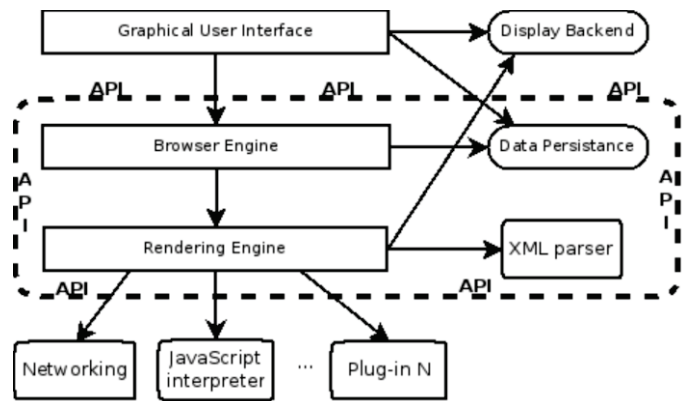 Graphical User Interface
Display Backend
API
API
API
Browser Engine
Data Persistance
A
P
I
A
P
I
Rendering Engine
XML parser
API
API
Networking
JavaScript
interpreter
...
Plug-in N